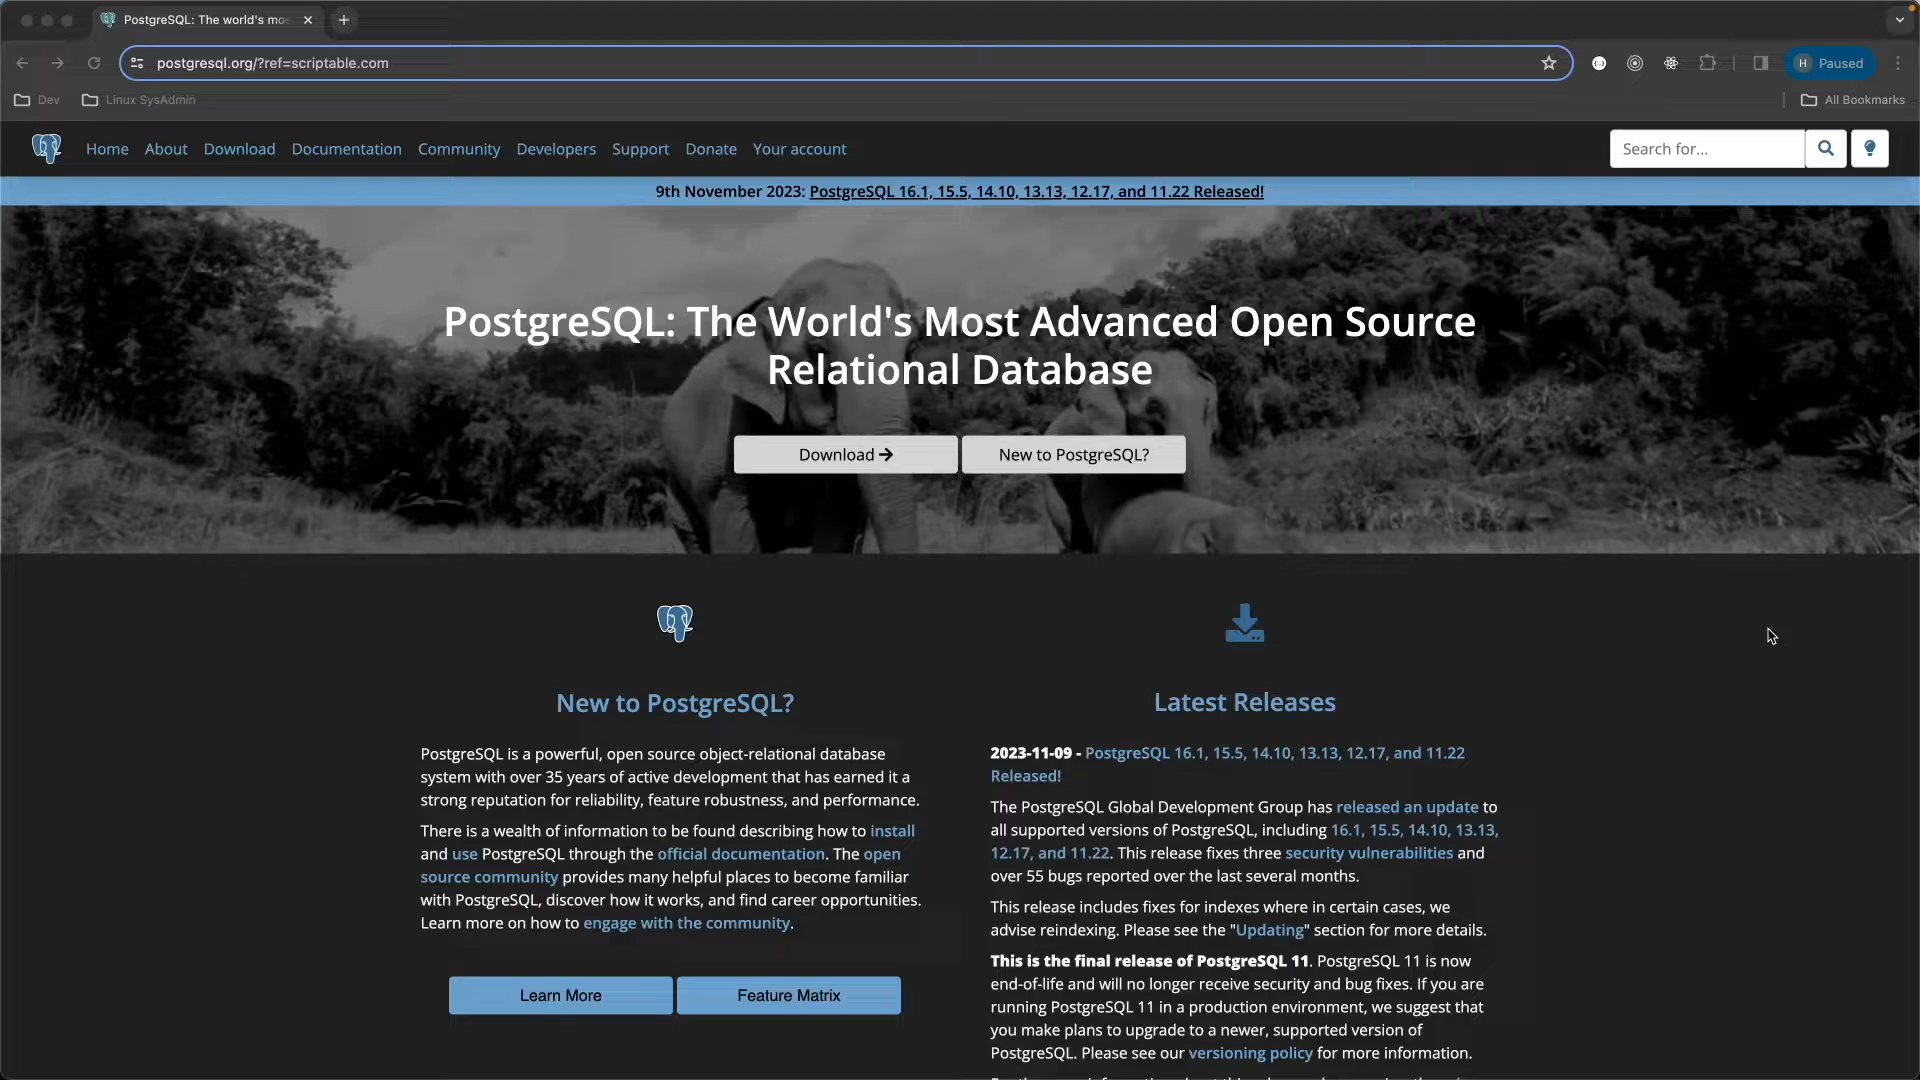 PostgreSQL: The world's mos
postgresql.org/?ref=scriptable.com
H Paused
Dev Linux SysAdmin All Bookmarks
Home About Download Documentation Community Developers Support Donate Your account Search for...
9th November 2023: PostgreSQL 16.1, 15.5, 14.10, 13.13, 12.17, and 11.22 Released!
PostgreSQL: The World's Most Advanced Open Source
Relational Database
Download New to PostgreSQL?
New to PostgreSQL?
PostgreSQL is a powerful, open source object-relational database
system with over 35 years of active development that has earned it a
strong reputation for reliability, feature robustness, and performance.
There is a wealth of information to be found describing how to install
and use PostgreSQL through the official documentation. The open
source community provides many helpful places to become familiar
with PostgreSQL, discover how it works, and find career opportunities.
Learn more on how to engage with the community.
Learn More Feature Matrix
Latest Releases
2023-11-09 - PostgreSQL 16.1, 15.5, 14.10, 13.13, 12.17, and 11.22
Released!
The PostgreSQL Global Development Group has released an update to
all supported versions of PostgreSQL, including 16.1, 15.5, 14.10, 13.13,
12.17, and 11.22. This release fixes three security vulnerabilities and
over 55 bugs reported over the last several months.
This release includes fixes for indexes where in certain cases, we
advise reindexing. Please see the "Updating" section for more details.
This is the final release of PostgreSQL 11. PostgreSQL 11 is now
end-of-life and will no longer receive security and bug fixes. If you are
running PostgreSQL 11 in a production environment, we suggest that
you make plans to upgrade to a newer, supported version of
PostgreSQL. Please see our versioning policy for more information.